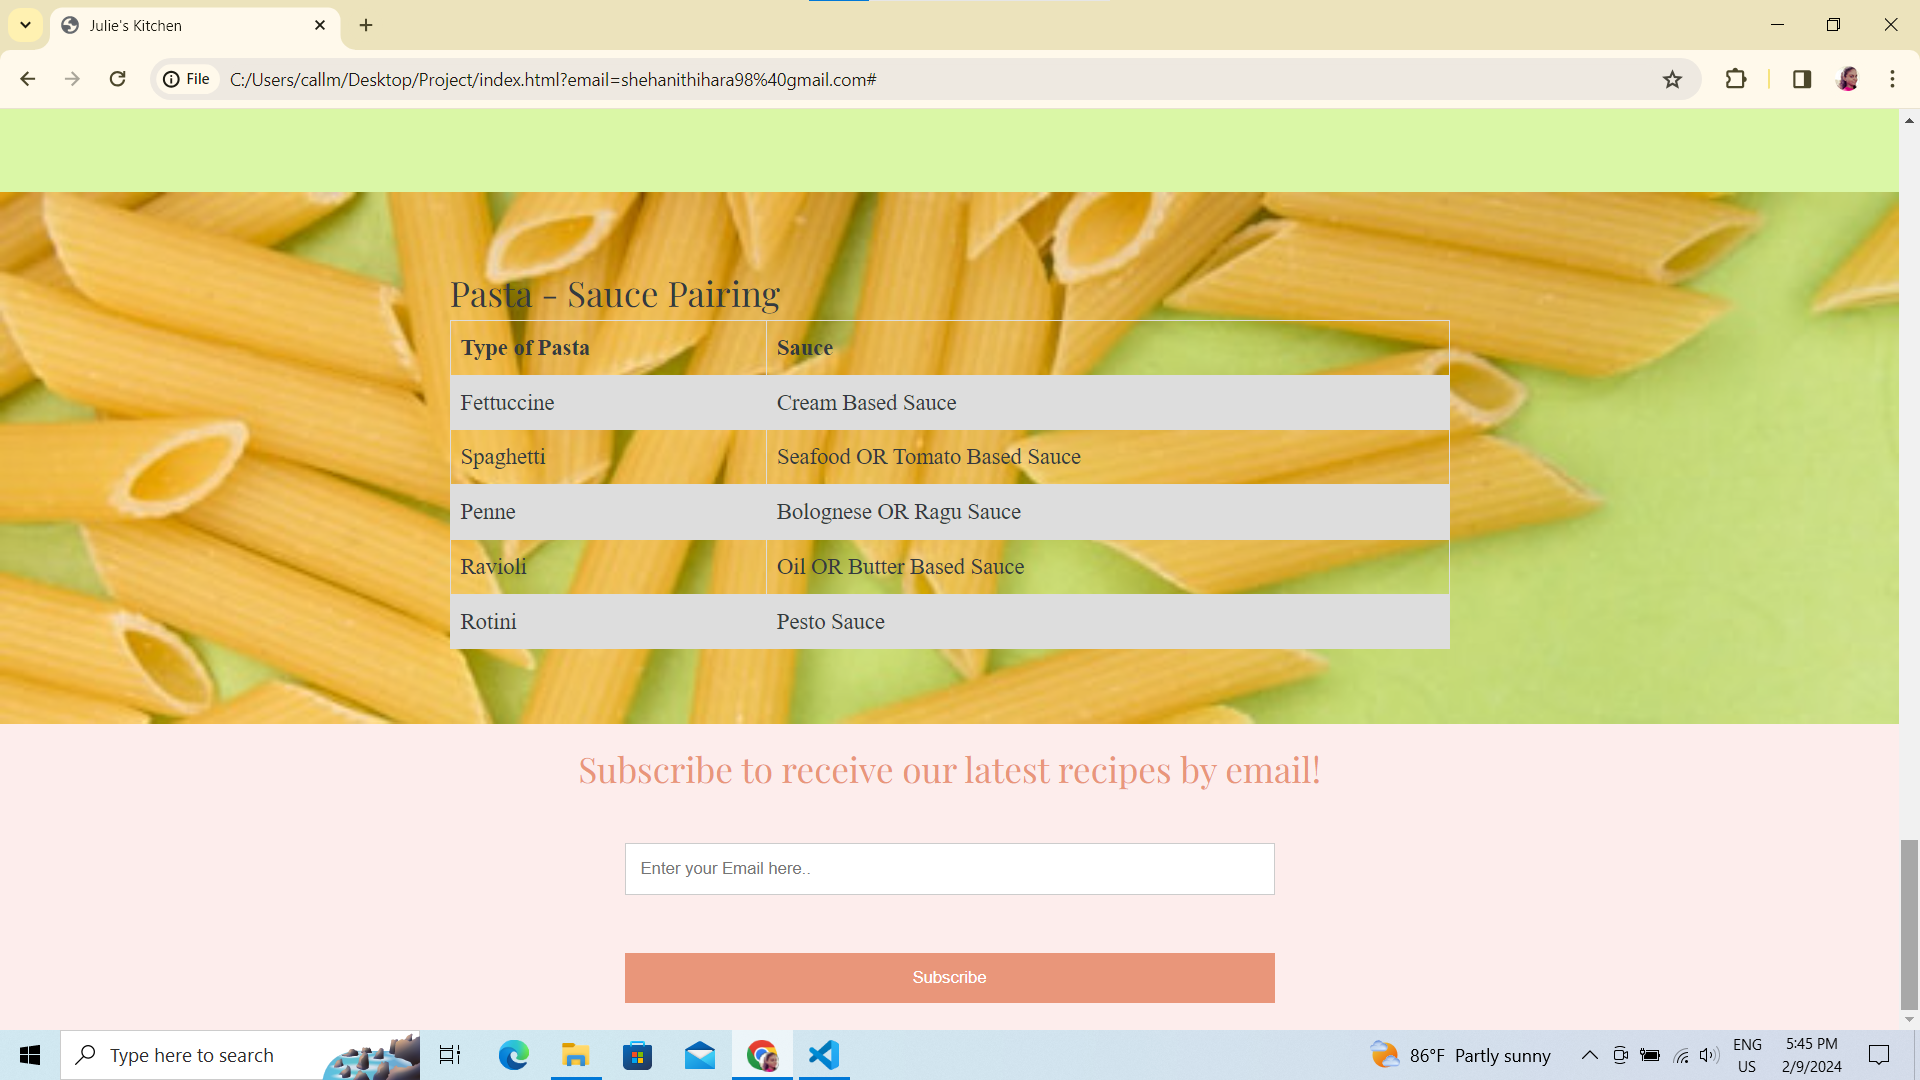 Julie's Kitchen
File C:/Users/callm/Desktop/Project/index.html?email=shehanithihara98%40gmail.com#
Pasta - Sauce Pairing
Type of Pasta Sauce
Fettuccine Cream Based Sauce
Spaghetti Seafood OR Tomato Based Sauce
Penne Bolognese OR Ragu Sauce
Ravioli Oil OR Butter Based Sauce
Rotini Pesto Sauce
Subscribe to receive our latest recipes by email!
Enter your Email here..
Subscribe
Type here to search
86°F Partly sunny
ENG
US
5:45 PM
2/9/2024